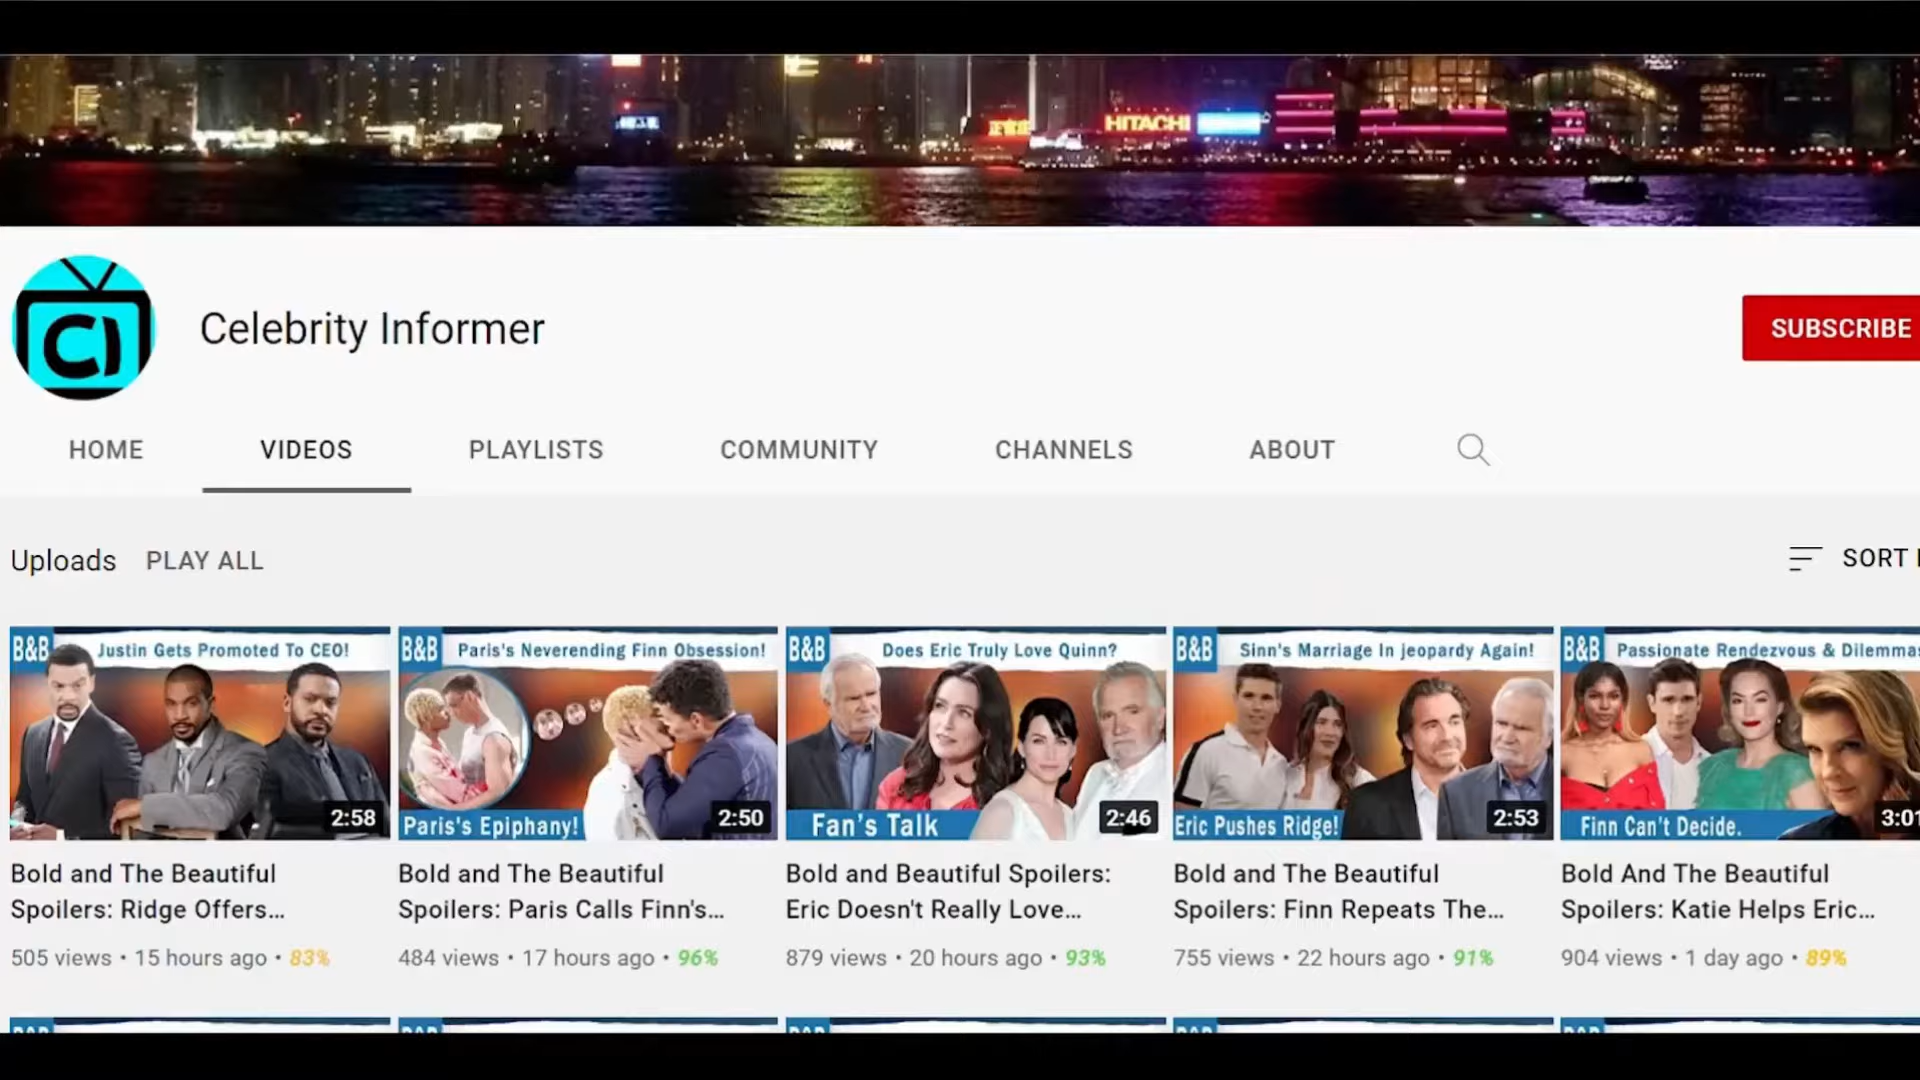 HITACHI
CI
Celebrity Informer
SUBSCRIBE
HOME
VIDEOS
PLAYLISTS
COMMUNITY
CHANNELS
ABOUT
Uploads
PLAY ALL
SORT
B&B
Justin Gets Promoted To CEO!
2:58
Bold and The Beautiful
Spoilers: Ridge Offers...
505 views • 15 hours ago • 83%
B&B
Paris's Neverending Finn Obsession!
Paris's Epiphany!
2:50
Bold and The Beautiful
Spoilers: Paris Calls Finn's...
484 views • 17 hours ago • 96%
B&B
Does Eric Truly Love Quinn?
Fan's Talk
2:46
Bold and Beautiful Spoilers:
Eric Doesn't Really Love...
879 views • 20 hours ago • 93%
B&B
Sinn's Marriage In jeopardy Again!
Eric Pushes Ridge!
2:53
Bold and The Beautiful
Spoilers: Finn Repeats The...
755 views • 22 hours ago • 91%
B&B
Passionate Rendezvous & Dilemmas
Finn Can't Decide.
3:01
Bold And The Beautiful
Spoilers: Katie Helps Eric...
904 views • 1 day ago • 89%